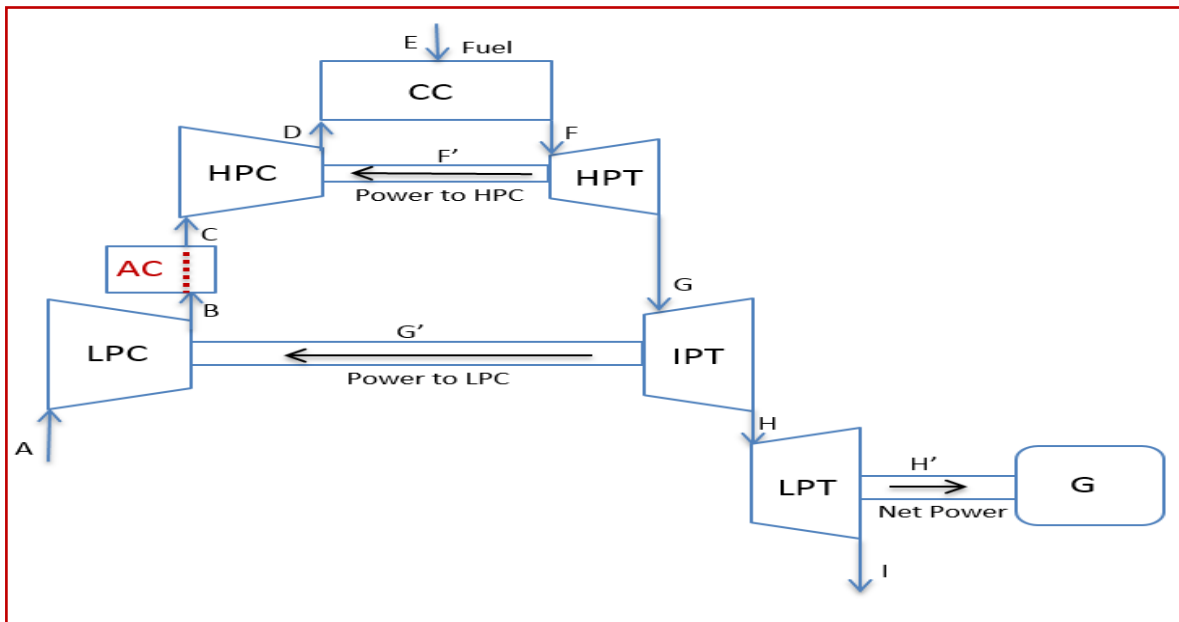 E
Fuel
CC
D
F
F’
HPC
HPT
Power to HPC
C
AC
G
B
G’
LPC
IPT
Power to LPC
H
A
H’
LPT
G
Net Power
I